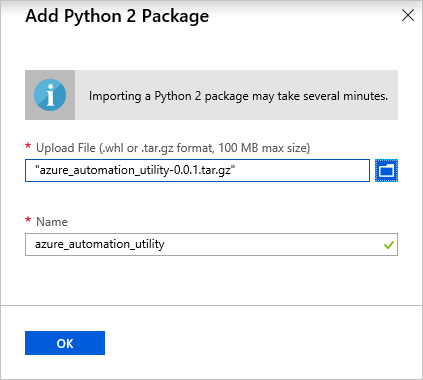 Add Python 2 Package
Importing a Python 2 package may take several minutes.
* Upload File (.whl or .tar.gz format, 100 MB max size)
"azure_automation_utility-0.0.1.tar.gz"
* Name
azure_automation_utility
OK